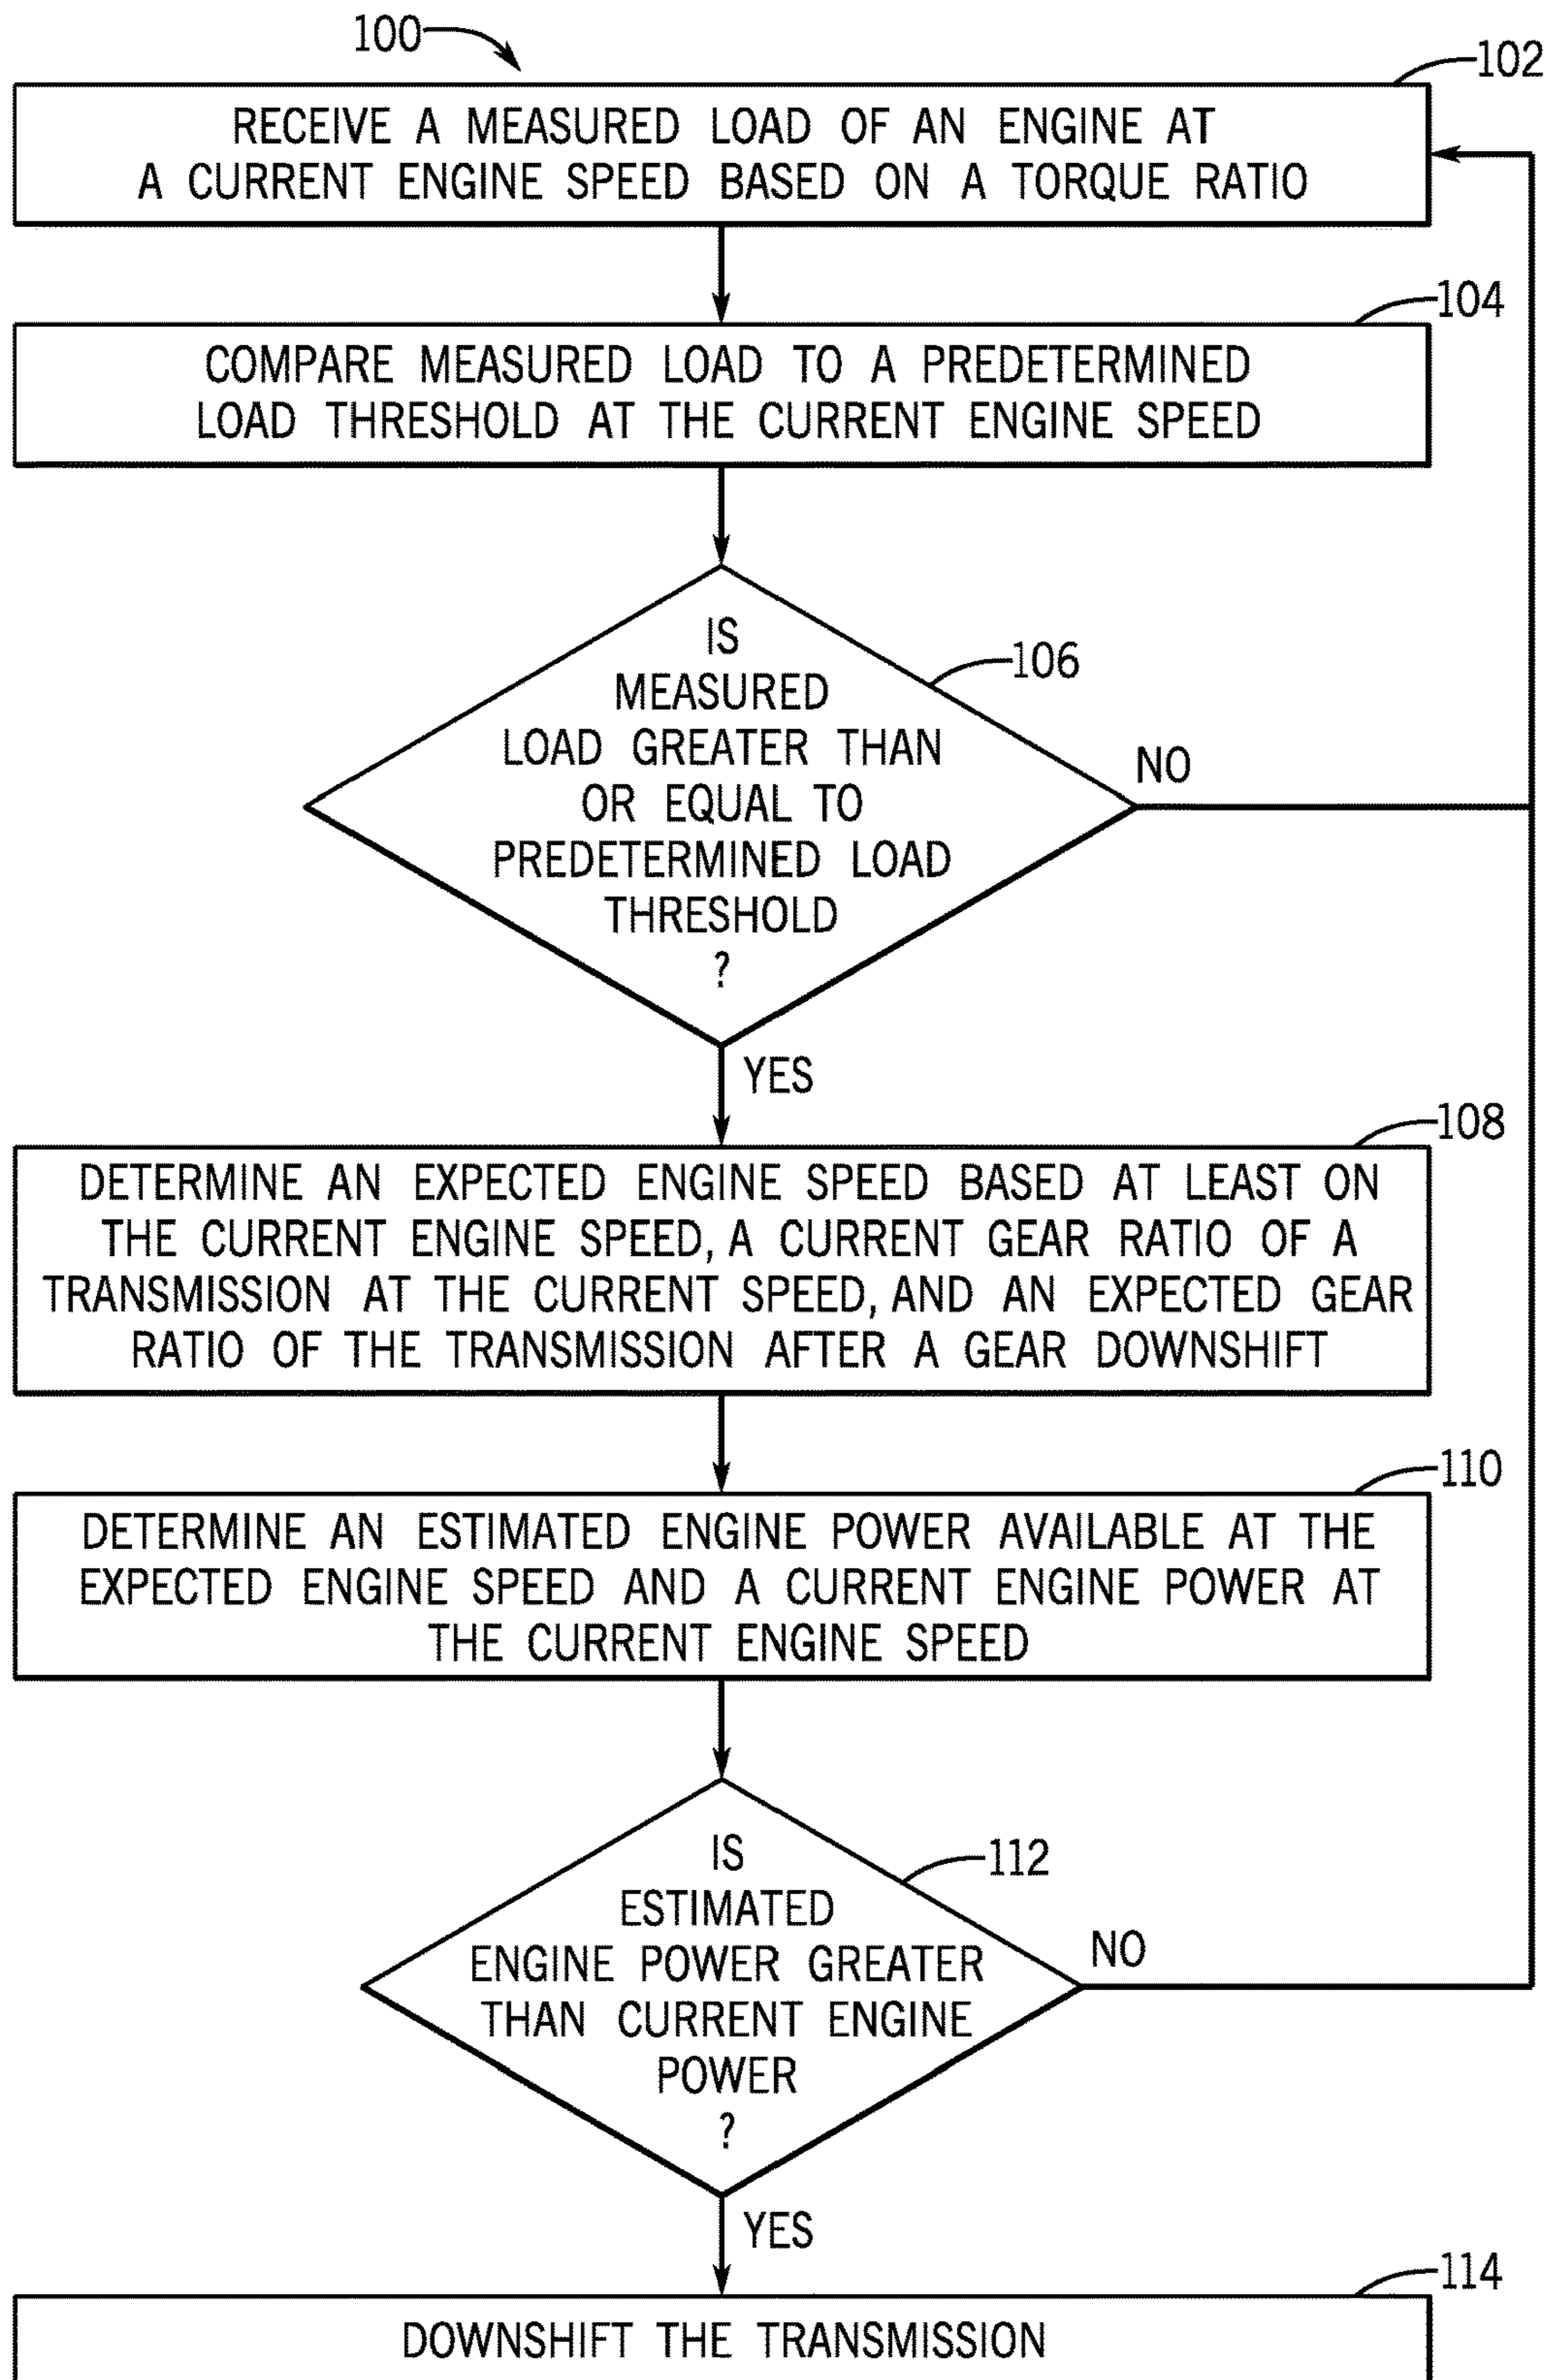 100
102
RECEIVE A MEASURED LOAD OF AN ENGINE AT
A CURRENT ENGINE SPEED BASED ON A TORQUE RATIO
104
COMPARE MEASURED LOAD TO A PREDETERMINED
LOAD THRESHOLD AT THE CURRENT ENGINE SPEED
106
IS
MEASURED
LOAD GREATER THAN
OR EQUAL TO
PREDETERMINED LOAD
THRESHOLD
?
NO
YES
108
DETERMINE AN EXPECTED ENGINE SPEED BASED AT LEAST ON
THE CURRENT ENGINE SPEED, A CURRENT GEAR RATIO OF A
TRANSMISSION AT THE CURRENT SPEED, AND AN EXPECTED GEAR
RATIO OF THE TRANSMISSION AFTER A GEAR DOWNSHIFT
110
DETERMINE AN ESTIMATED ENGINE POWER AVAILABLE AT THE
EXPECTED ENGINE SPEED AND A CURRENT ENGINE POWER AT
THE CURRENT ENGINE SPEED
112
IS
ESTIMATED
ENGINE POWER GREATER
THAN CURRENT ENGINE
POWER
?
NO
YES
114
DOWNSHIFT THE TRANSMISSION